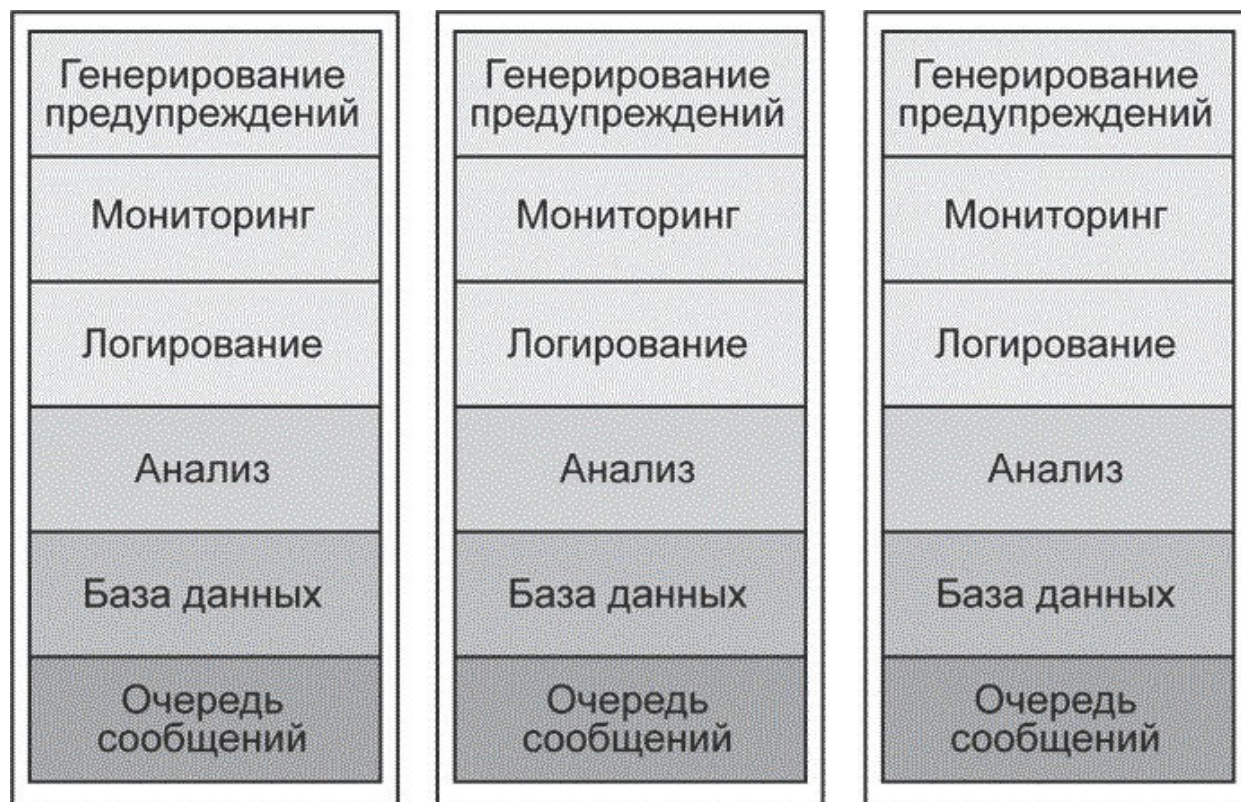 Генерирование
предупреждений
Мониторинг
Логирование
Анализ
База данных
Очередь
сообщений
Генерирование
предупреждений
Мониторинг
Логирование
Анализ
База данных
Очередь
сообщений
Генерирование
предупреждений
Мониторинг
Логирование
Анализ
База данных
Очередь
сообщений